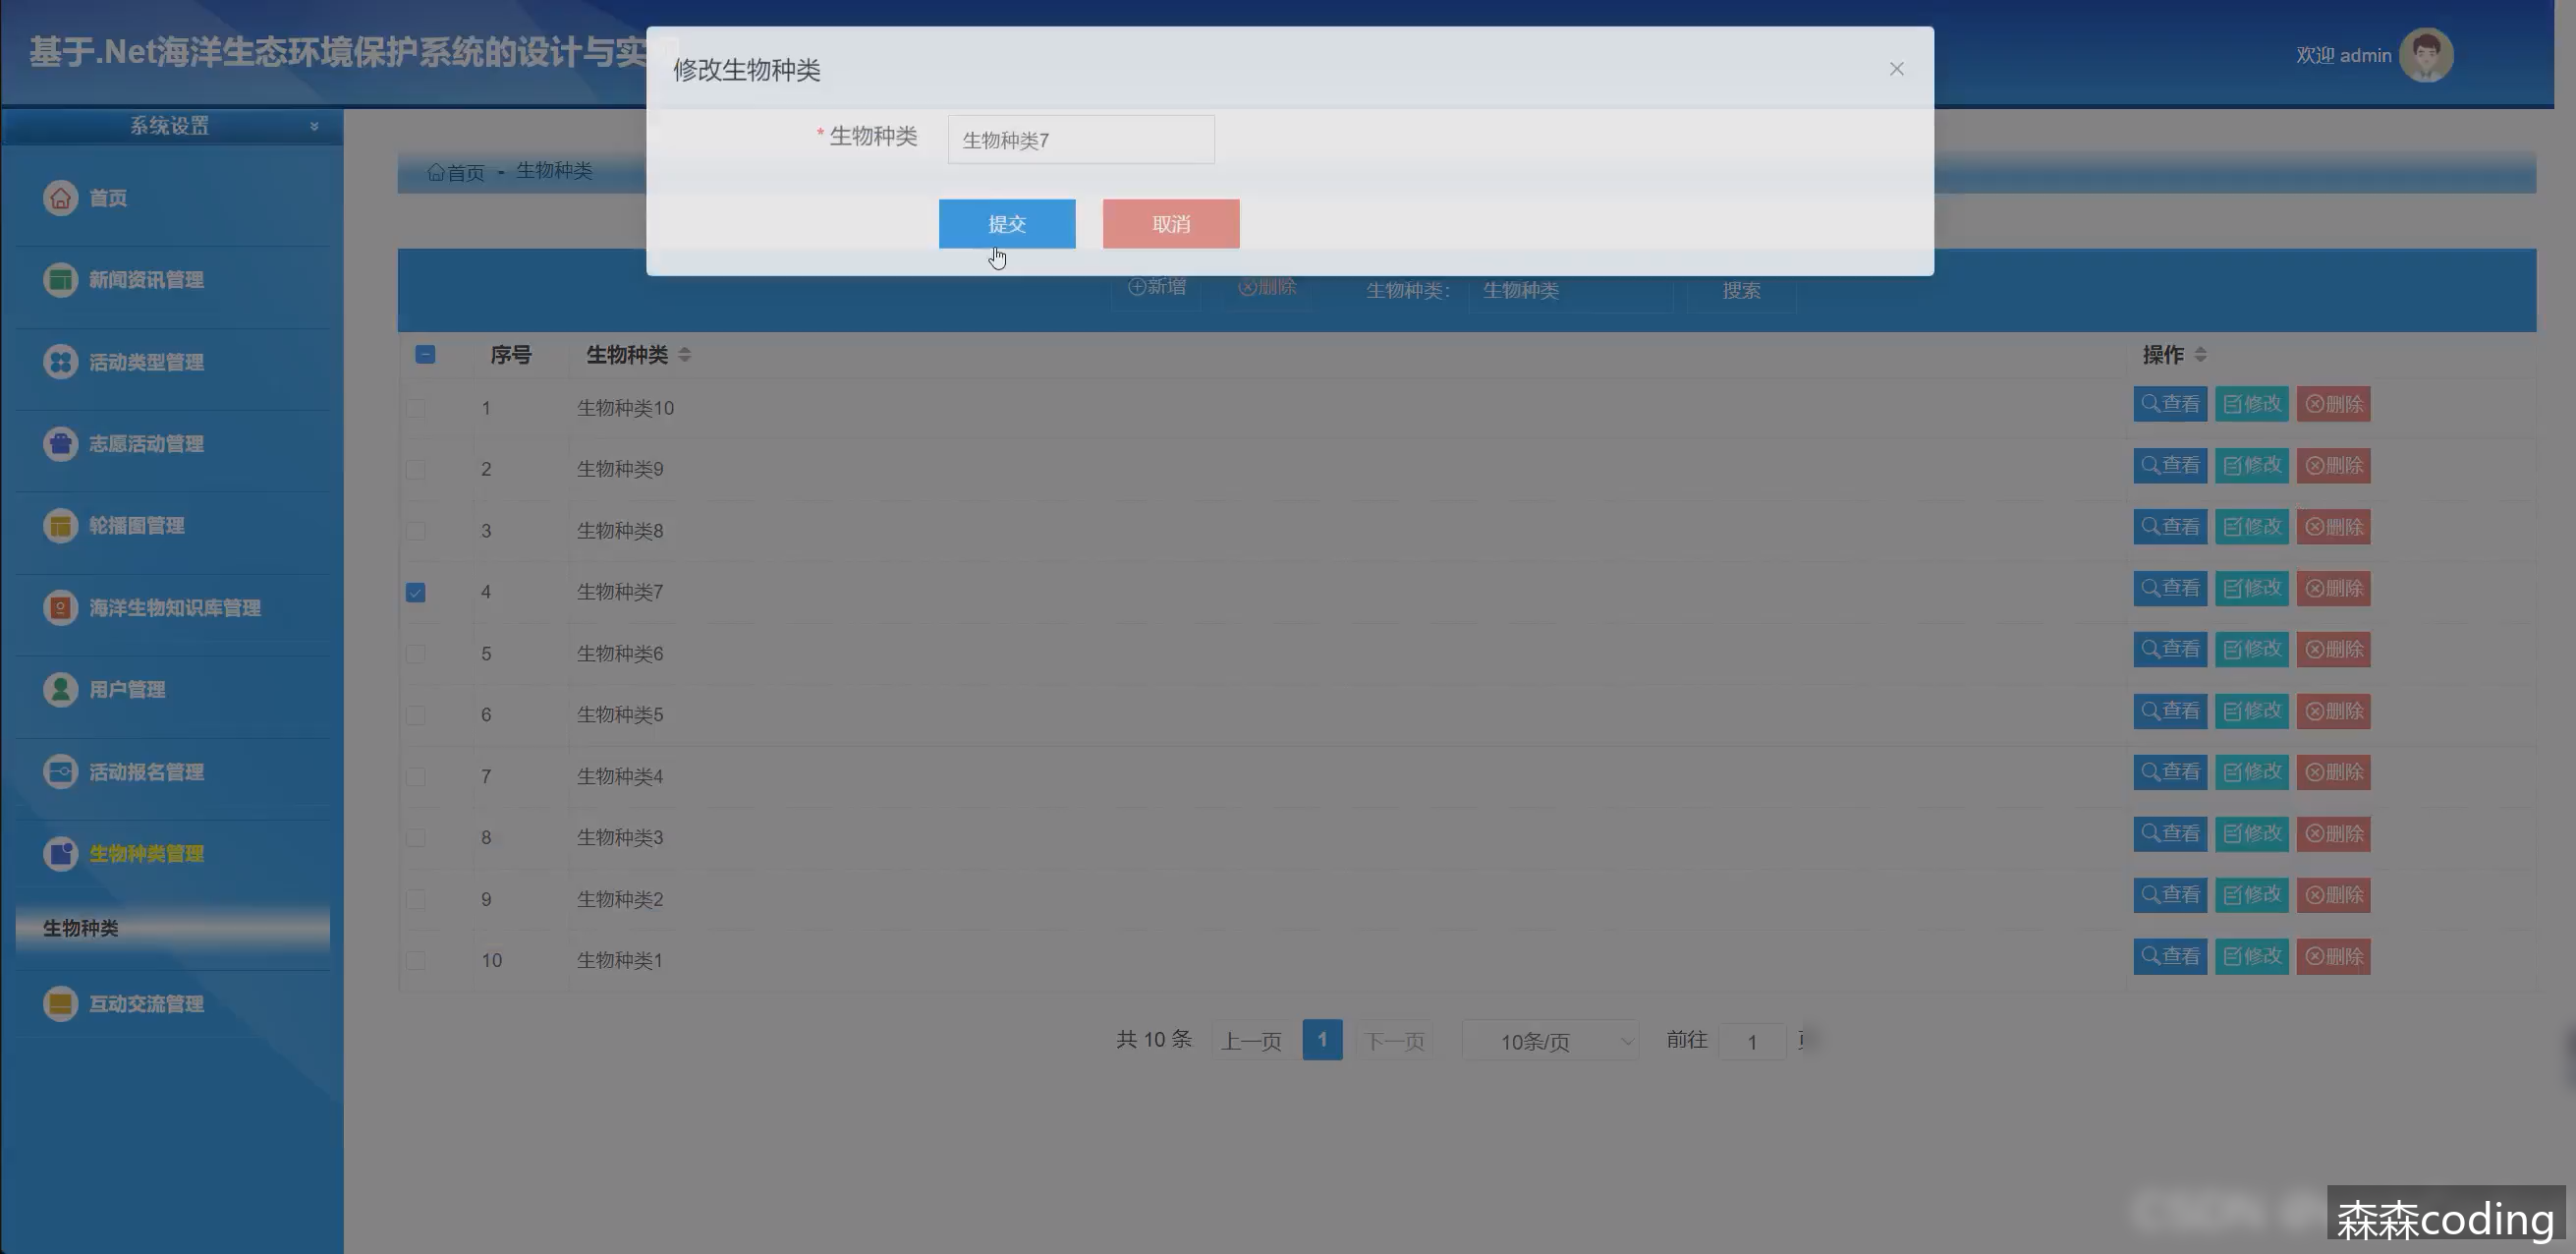 基于.Net海洋生态环境保护系统的设计与实
欢迎 admin
修改生物种类
* 生物种类 生物种类7
提交 取消
系统设置
首页
新闻资讯管理
活动类型管理
志愿活动管理
轮播图管理
海洋生物知识库管理
用户管理
活动报名管理
生物种类管理
生物种类
互动交流管理
首页 - 生物种类
新增 删除 生物种类: 生物种类 搜索
序号 生物种类 操作
1 生物种类10 查看 修改 删除
2 生物种类9 查看 修改 删除
3 生物种类8 查看 修改 删除
4 生物种类7 查看 修改 删除
5 生物种类6 查看 修改 删除
6 生物种类5 查看 修改 删除
7 生物种类4 查看 修改 删除
8 生物种类3 查看 修改 删除
9 生物种类2 查看 修改 删除
10 生物种类1 查看 修改 删除
共 10 条 上一页 1 下一页 10条/页 前往 1
森森coding